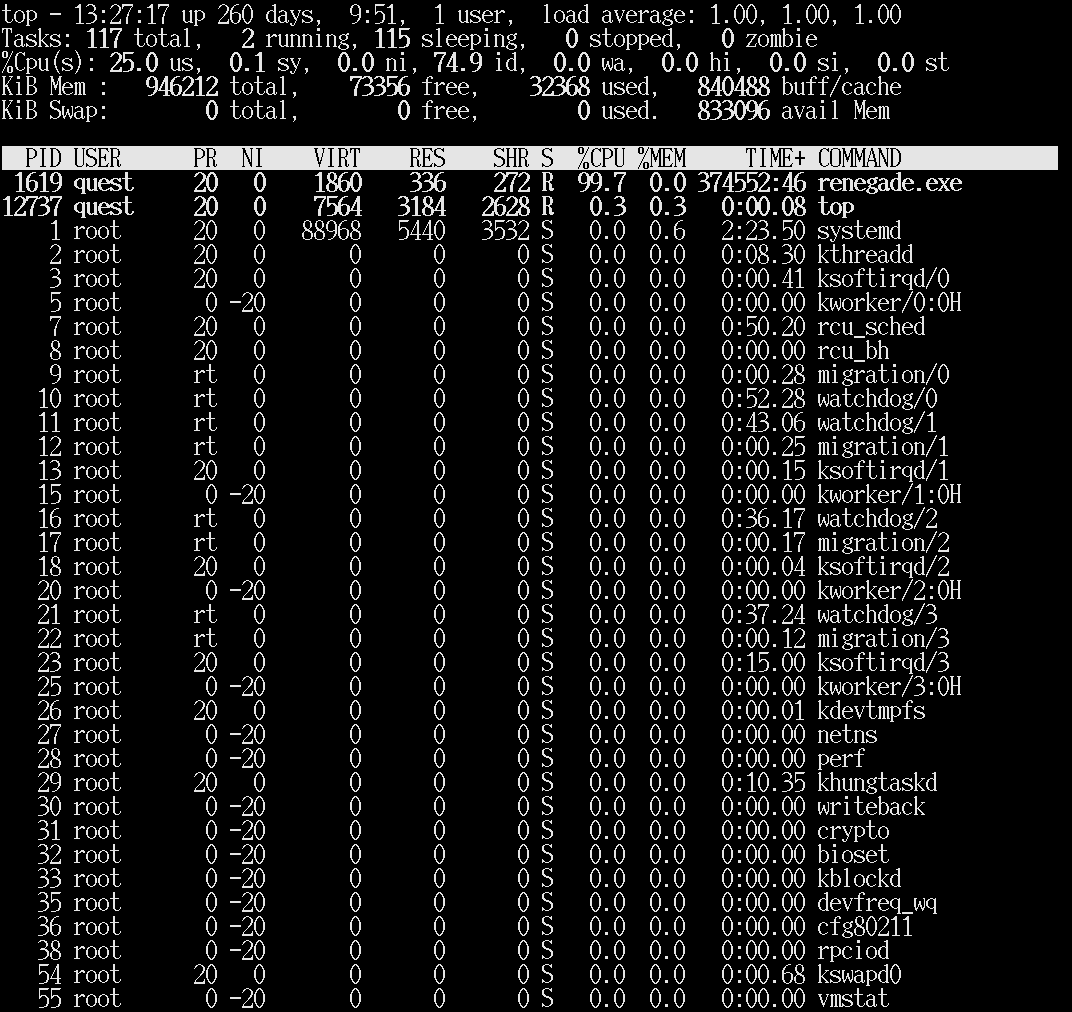 top - 13:27:17 up 260 days,  9:51,  1 user,  load average: 1.00, 1.00, 1.00
Tasks: 117 total,   2 running, 115 sleeping,   0 stopped,   0 zombie
%Cpu(s): 25.0 us,  0.1 sy,  0.0 ni, 74.9 id,  0.0 wa,  0.0 hi,  0.0 si,  0.0 st
KiB Mem :   946212 total,    73356 free,    32368 used,   840488 buff/cache
KiB Swap:        0 total,        0 free,        0 used.   833096 avail Mem
  PID USER      PR  NI    VIRT    RES    SHR S  %CPU %MEM     TIME+ COMMAND
 1619 quest     20   0    1860    336    272 R  99.7  0.0 374552:46 renegade.exe
12737 quest     20   0    7564   3184   2628 R   0.3  0.3   0:00.08 top
    1 root      20   0   88968   5440   3532 S   0.0  0.6   2:23.50 systemd
    2 root      20   0       0      0      0 S   0.0  0.0   0:08.30 kthreadd
    3 root      20   0       0      0      0 S   0.0  0.0   0:00.41 ksoftirqd/0
    5 root       0 -20       0      0      0 S   0.0  0.0   0:00.00 kworker/0:0H
    7 root      20   0       0      0      0 S   0.0  0.0   0:50.20 rcu_sched
    8 root      20   0       0      0      0 S   0.0  0.0   0:00.00 rcu_bh
    9 root      rt   0       0      0      0 S   0.0  0.0   0:00.28 migration/0
   10 root      rt   0       0      0      0 S   0.0  0.0   0:52.28 watchdog/0
   11 root      rt   0       0      0      0 S   0.0  0.0   0:43.06 watchdog/1
   12 root      rt   0       0      0      0 S   0.0  0.0   0:00.25 migration/1
   13 root      20   0       0      0      0 S   0.0  0.0   0:00.15 ksoftirqd/1
   15 root       0 -20       0      0      0 S   0.0  0.0   0:00.00 kworker/1:0H
   16 root      rt   0       0      0      0 S   0.0  0.0   0:36.17 watchdog/2
   17 root      rt   0       0      0      0 S   0.0  0.0   0:00.17 migration/2
   18 root      20   0       0      0      0 S   0.0  0.0   0:00.04 ksoftirqd/2
   20 root       0 -20       0      0      0 S   0.0  0.0   0:00.00 kworker/2:0H
   21 root      rt   0       0      0      0 S   0.0  0.0   0:37.24 watchdog/3
   22 root      rt   0       0      0      0 S   0.0  0.0   0:00.12 migration/3
   23 root      20   0       0      0      0 S   0.0  0.0   0:15.00 ksoftirqd/3
   25 root       0 -20       0      0      0 S   0.0  0.0   0:00.00 kworker/3:0H
   26 root      20   0       0      0      0 S   0.0  0.0   0:00.01 kdevtmpfs
   27 root       0 -20       0      0      0 S   0.0  0.0   0:00.00 netns
   28 root       0 -20       0      0      0 S   0.0  0.0   0:00.00 perf
   29 root      20   0       0      0      0 S   0.0  0.0   0:10.35 khungtaskd
   30 root       0 -20       0      0      0 S   0.0  0.0   0:00.00 writeback
   31 root       0 -20       0      0      0 S   0.0  0.0   0:00.00 crypto
   32 root       0 -20       0      0      0 S   0.0  0.0   0:00.00 bioset
   33 root       0 -20       0      0      0 S   0.0  0.0   0:00.00 kblockd
   35 root       0 -20       0      0      0 S   0.0  0.0   0:00.00 devfreq_wq
   36 root       0 -20       0      0      0 S   0.0  0.0   0:00.00 cfg80211
   38 root       0 -20       0      0      0 S   0.0  0.0   0:00.00 rpciod
   54 root      20   0       0      0      0 S   0.0  0.0   0:00.68 kswapd0
   55 root       0 -20       0      0      0 S   0.0  0.0   0:00.00 vmstat